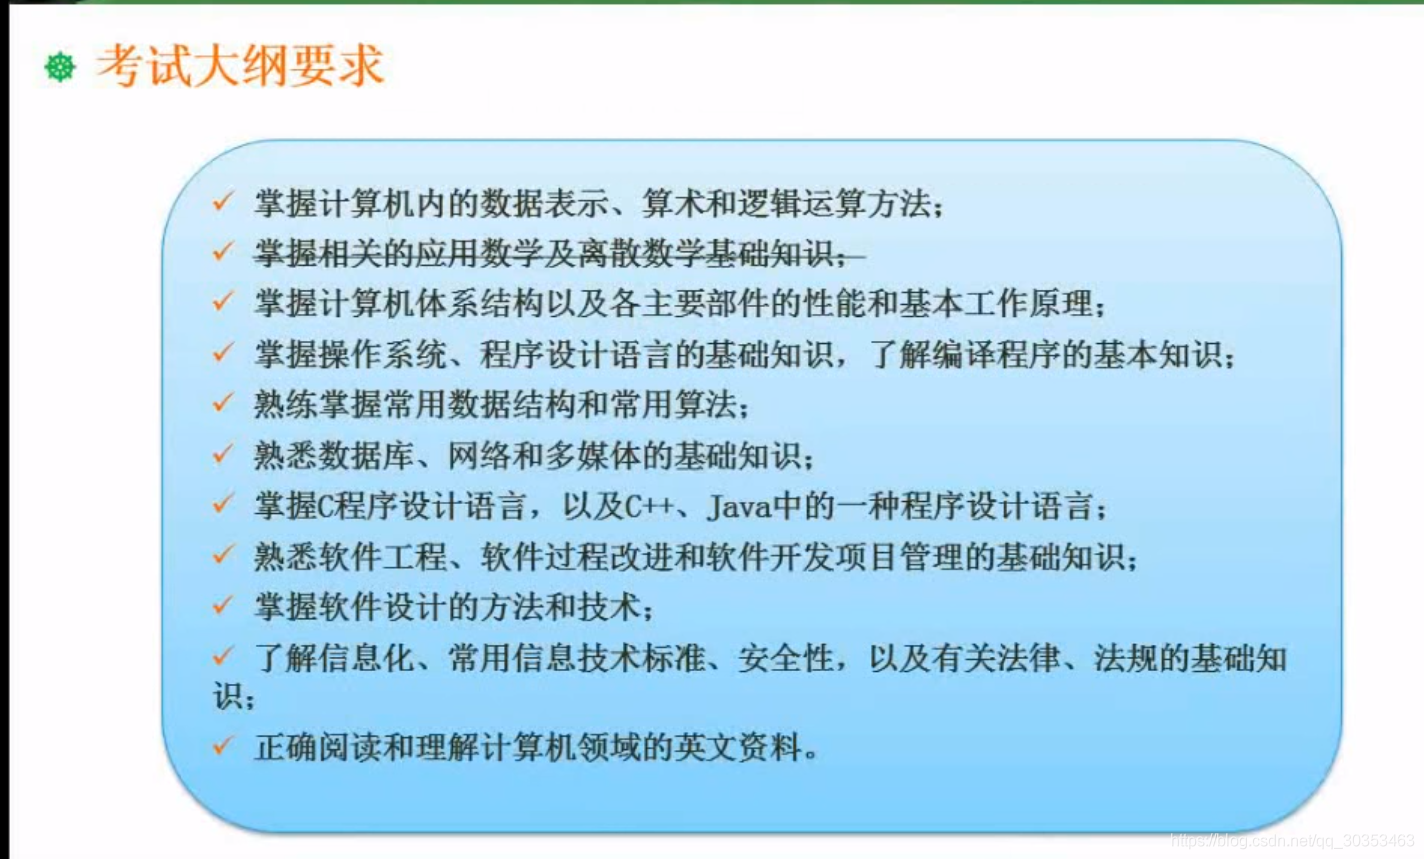 考试大纲要求
掌握计算机内的数据表示、算术和逻辑运算方法；
掌握相关的应用数学及离散数学基础知识；
掌握计算机体系结构以及各主要部件的性能和基本工作原理；
掌握操作系统、程序设计语言的基础知识，了解编译程序的基本知识；
熟练掌握常用数据结构和常用算法；
熟悉数据库、网络和多媒体的基础知识；
掌握C程序设计语言，以及C++、Java中的一种程序设计语言；
熟悉软件工程、软件过程改进和软件开发项目管理的基础知识；
掌握软件设计的方法和技术；
了解信息化、常用信息技术标准、安全性，以及有关法律、法规的基础知
识；
正确阅读和理解计算机领域的英文资料。
https://blog.csdn.net/qq_30353463